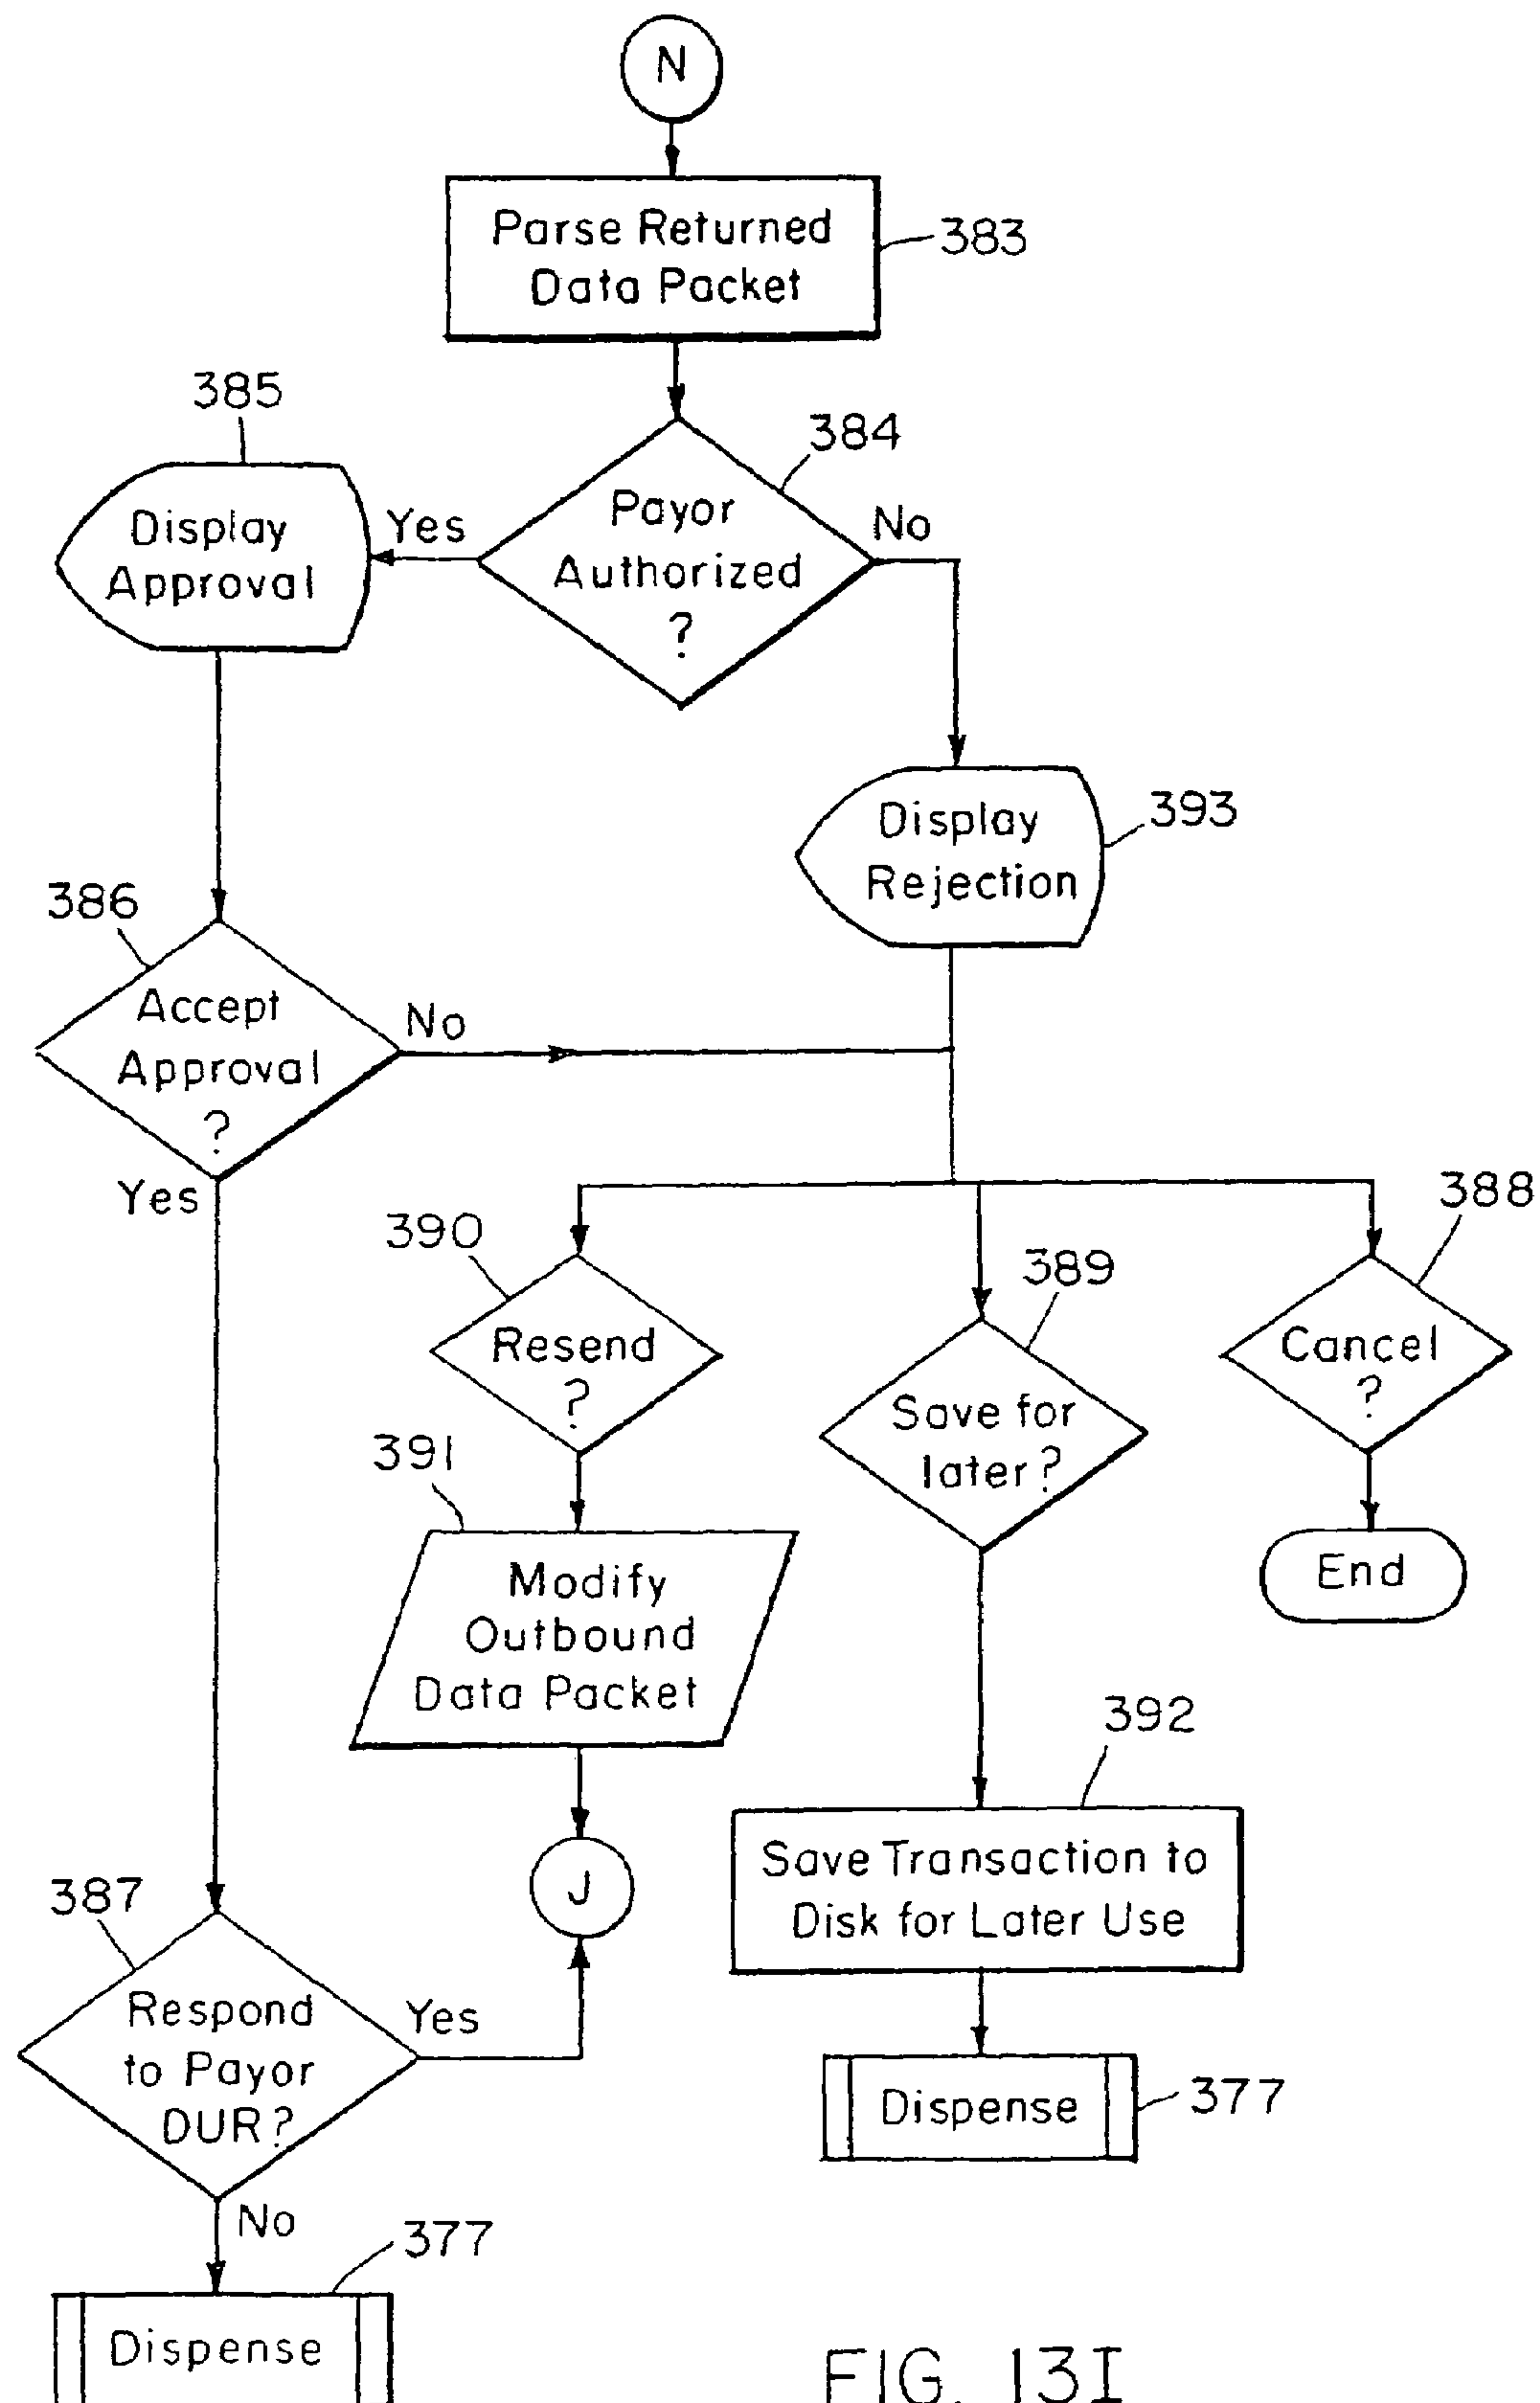 N
Parse Returned
Data Packet
383
385
384
Display
Approval
Yes
Payor
Authorized
?
No
Display
Rejection
393
386
Accept
Approval
?
No
Yes
390
389
388
Resend
?
Save for
later?
Cancel
?
391
Modify
Outbound
Data Packet
End
392
J
Save Transaction to
Disk for Later Use
387
Respond
to Payor
DUR?
Yes
Dispense
377
No
377
Dispense
FIG. 13I